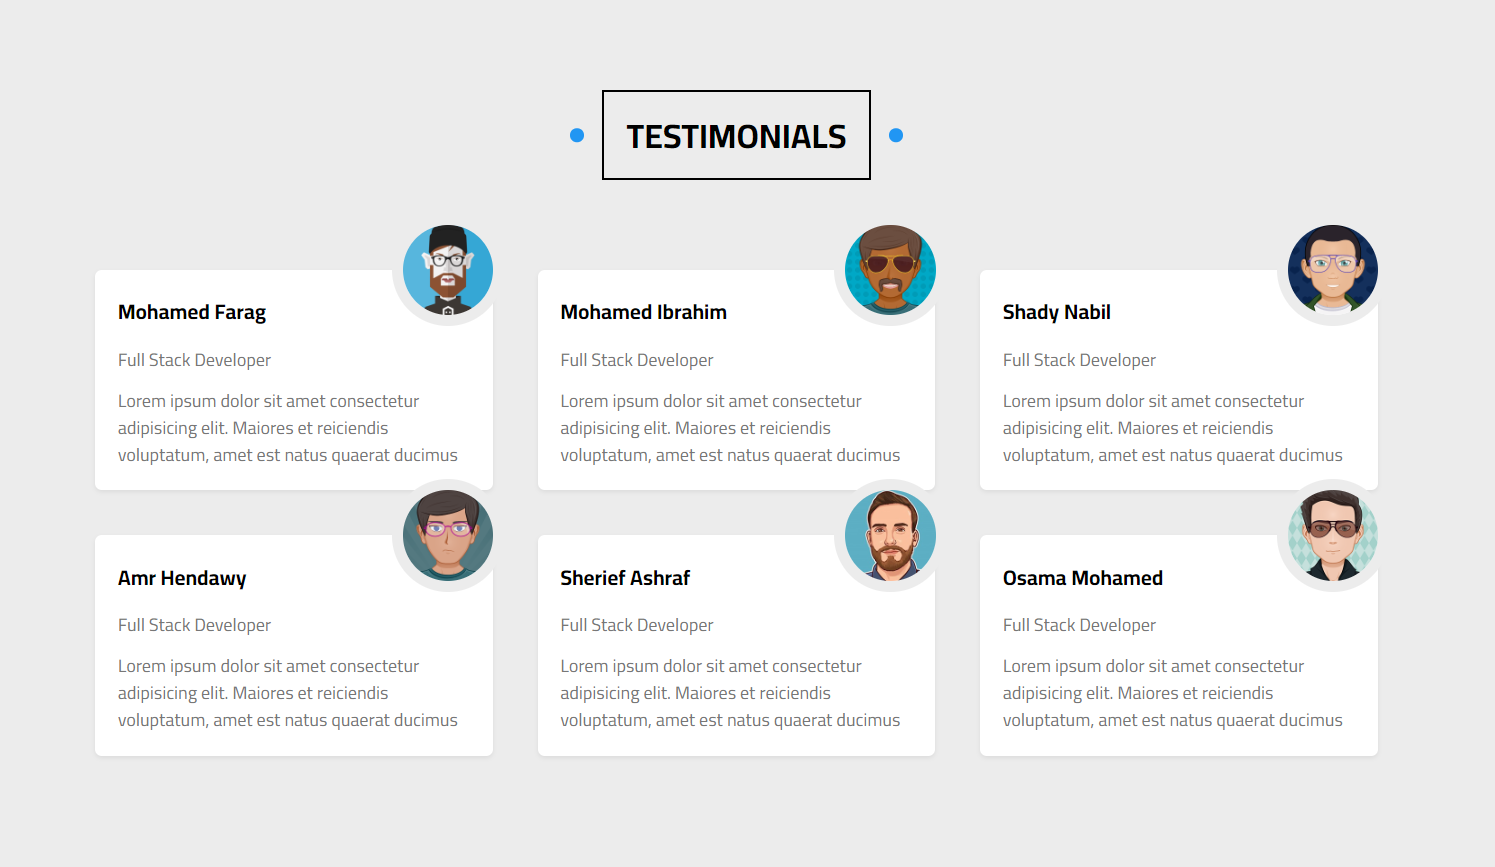 TESTIMONIALS
Mohamed Farag
Full Stack Developer
Lorem ipsum dolor sit amet consectetur
adipisicing elit. Maiores et reiciendis
voluptatum, amet est natus quaerat ducimus
Mohamed Ibrahim
Full Stack Developer
Lorem ipsum dolor sit amet consectetur
adipisicing elit. Maiores et reiciendis
voluptatum, amet est natus quaerat ducimus
Shady Nabil
Full Stack Developer
Lorem ipsum dolor sit amet consectetur
adipisicing elit. Maiores et reiciendis
voluptatum, amet est natus quaerat ducimus
Amr Hendawy
Full Stack Developer
Lorem ipsum dolor sit amet consectetur
adipisicing elit. Maiores et reiciendis
voluptatum, amet est natus quaerat ducimus
Sherief Ashraf
Full Stack Developer
Lorem ipsum dolor sit amet consectetur
adipisicing elit. Maiores et reiciendis
voluptatum, amet est natus quaerat ducimus
Osama Mohamed
Full Stack Developer
Lorem ipsum dolor sit amet consectetur
adipisicing elit. Maiores et reiciendis
voluptatum, amet est natus quaerat ducimus